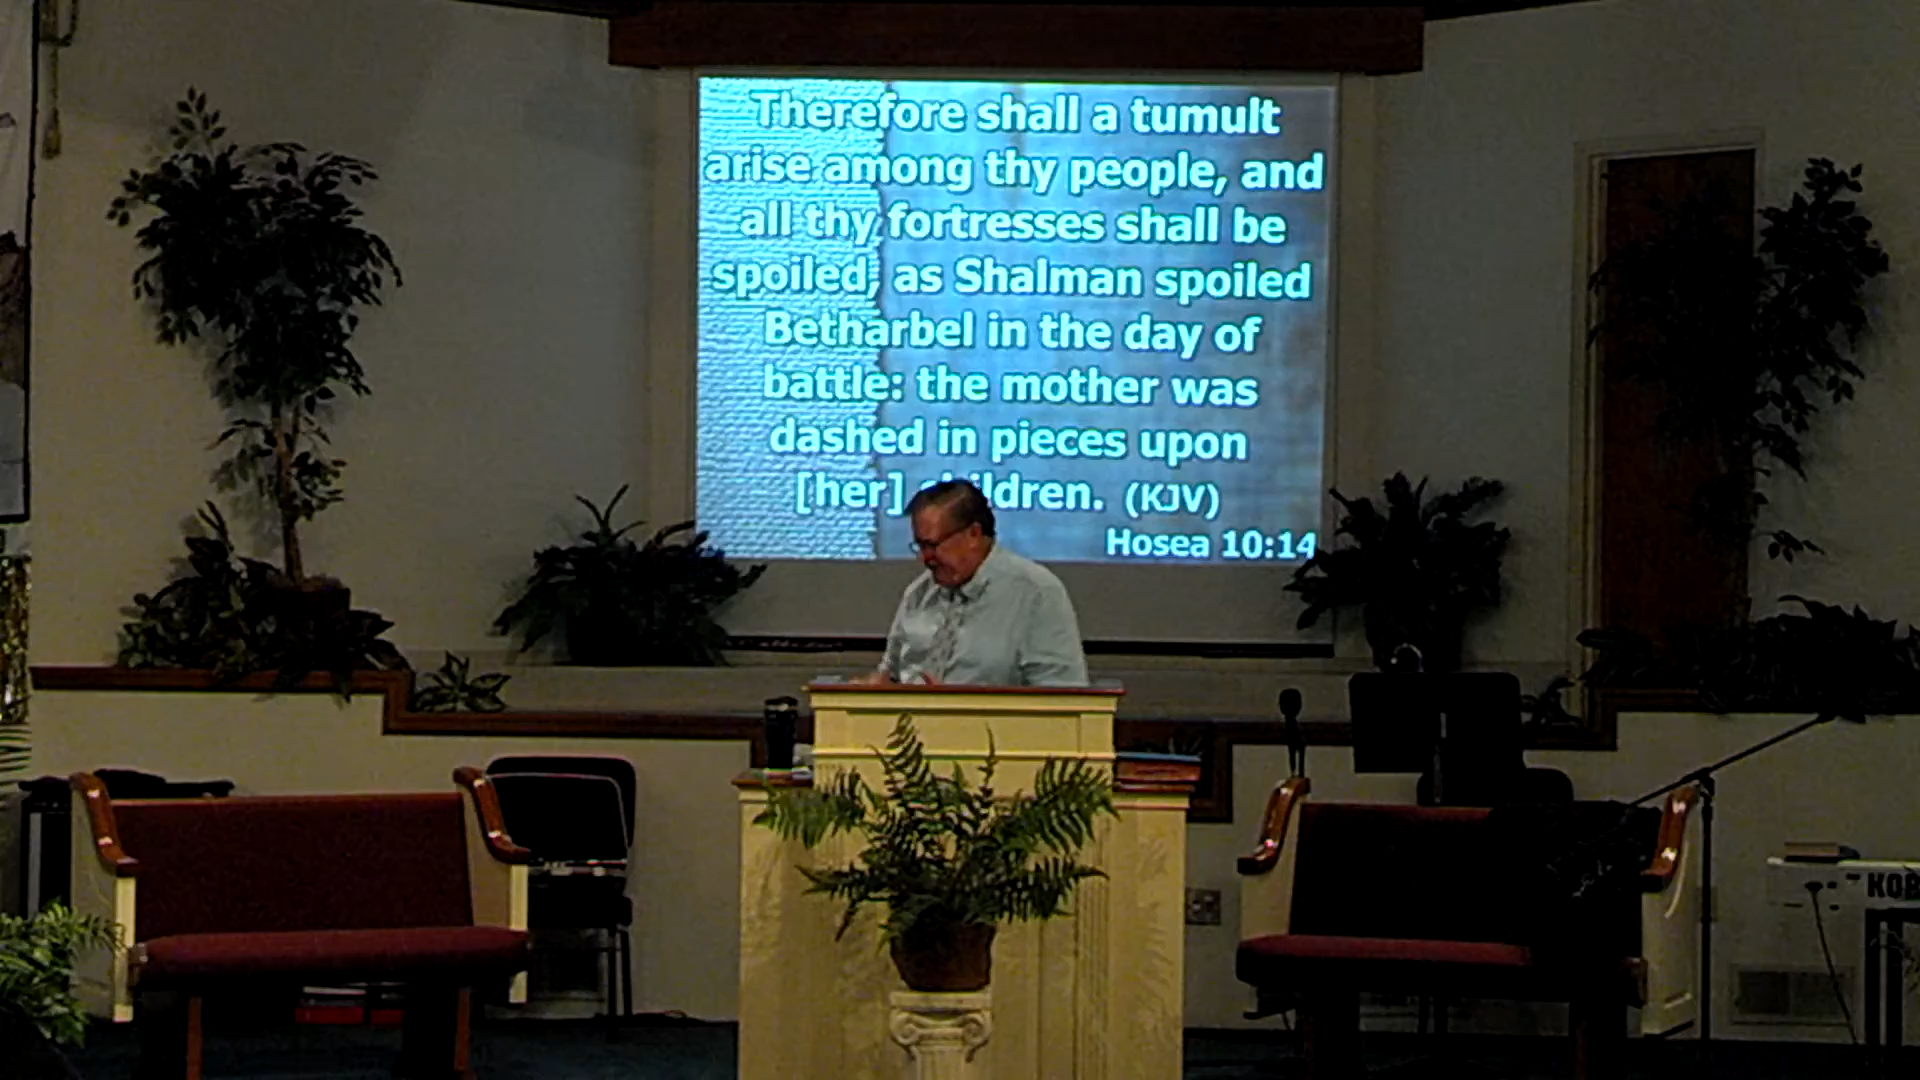 Therefore shall a tumult
arise among thy people, and
all thy fortresses shall be
spoiled, as Shalman spoiled
Betharbel in the day of
battle: the mother was
dashed in pieces upon
[her] children. (KJV)
Hosea 10:14